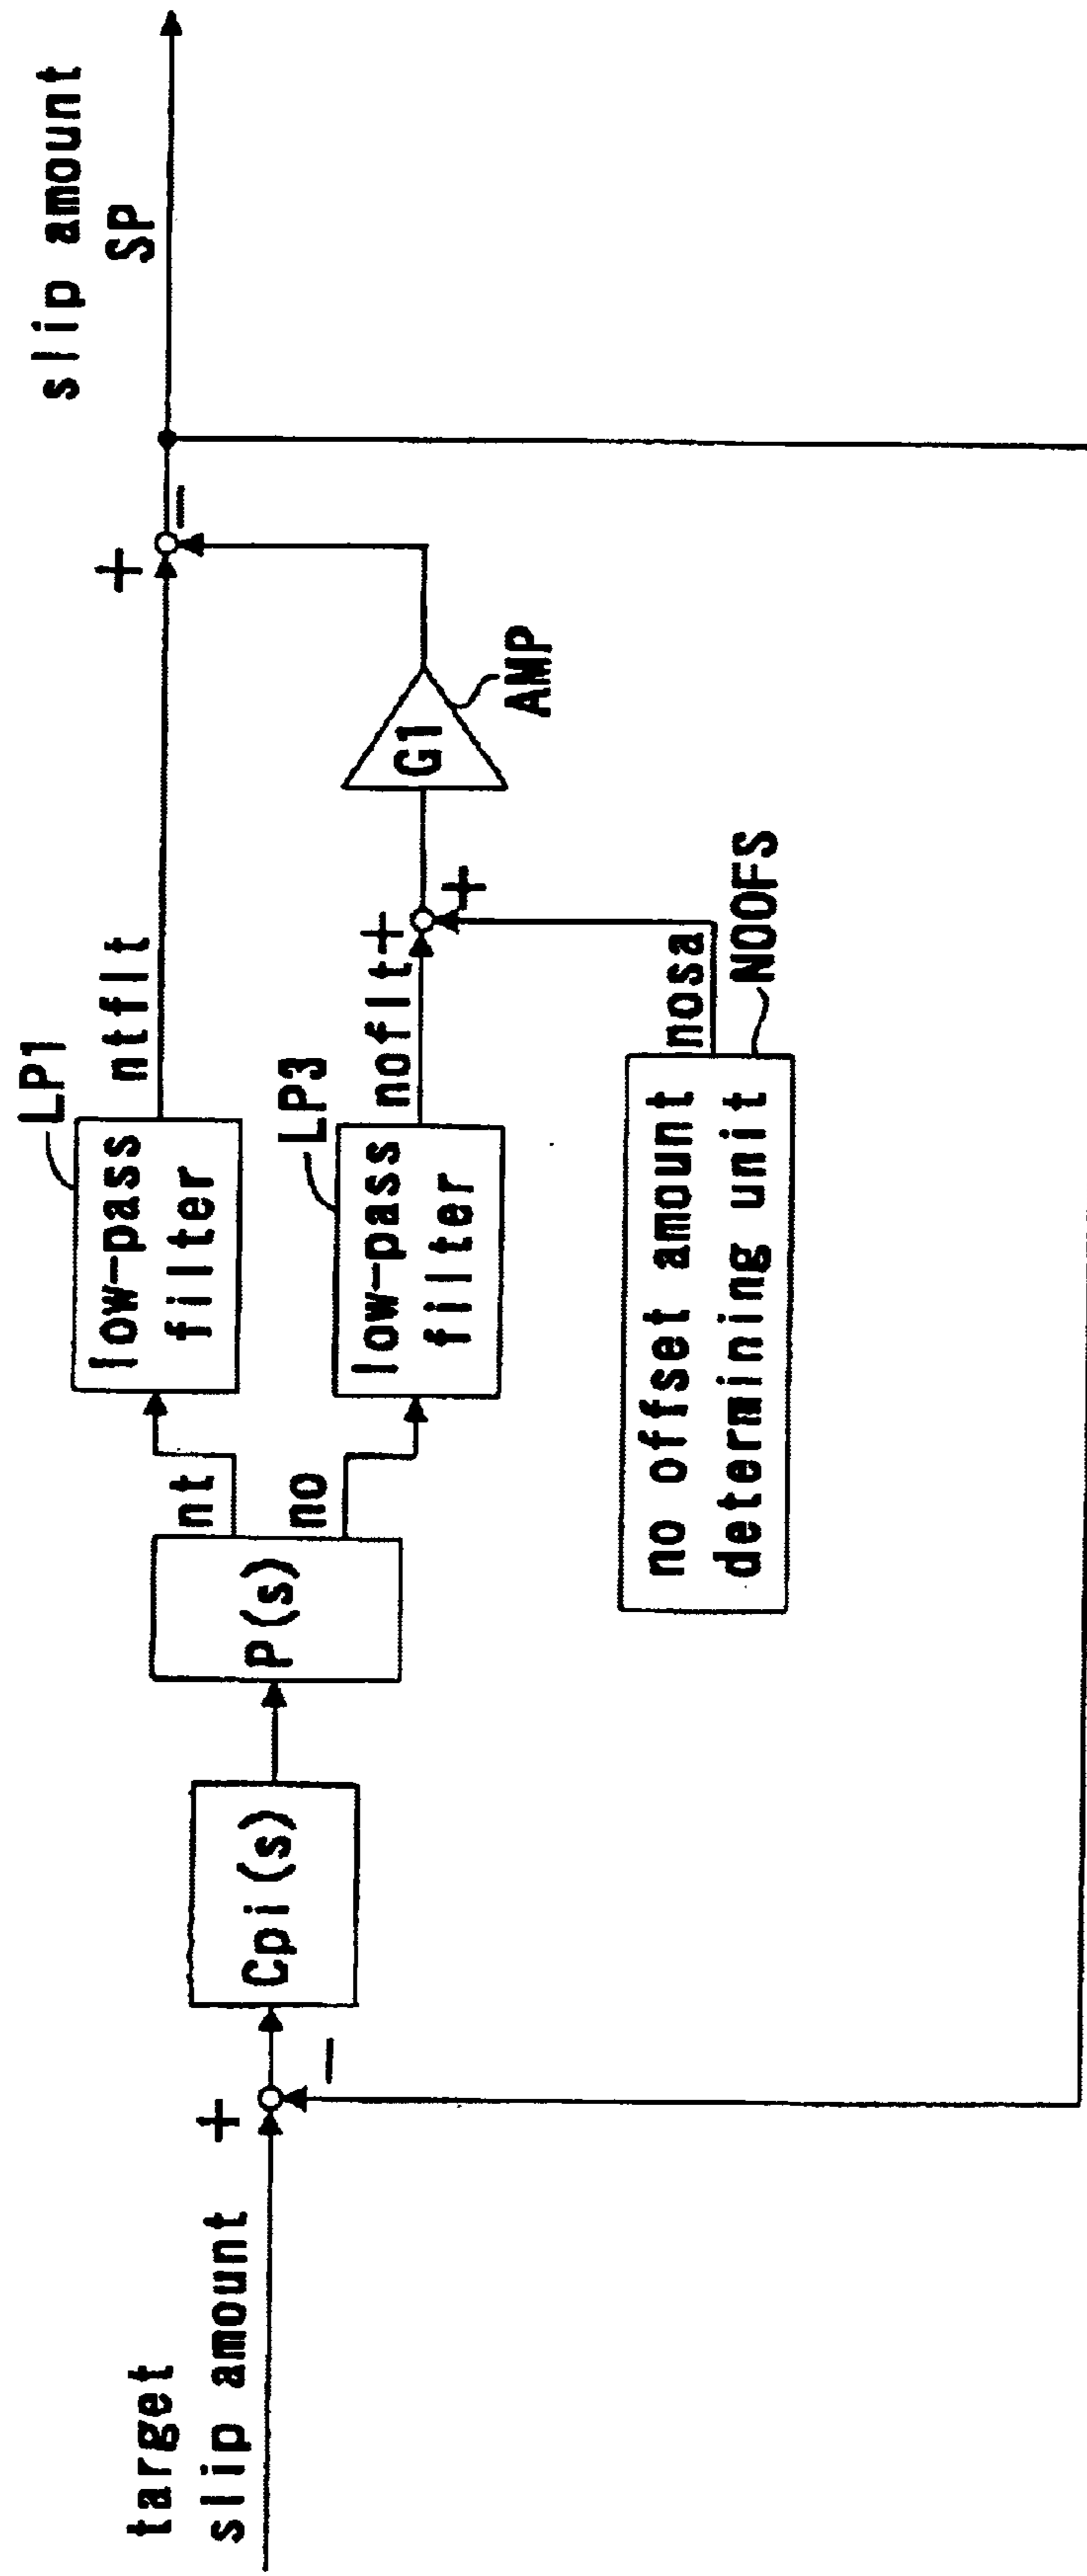 target
slip amount
+
−
Cpi(s)
P(s)
nt
no
LP1
low-pass
filter
ntflt
LP3
low-pass
filter
noflt
+
+
no offset amount
determining unit
nosa
NOOFS
G1
AMP
+
−
slip amount
SP